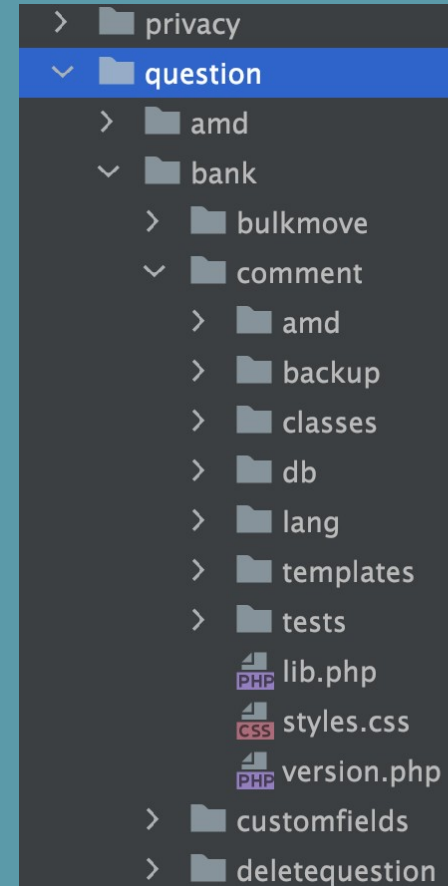 privacy
question
amd
bank
bulkmove
comment
amd
backup
classes
db
lang
templates
tests
PHP lib.php
CSS styles.css
PHP version.php
customfields
deletequestion